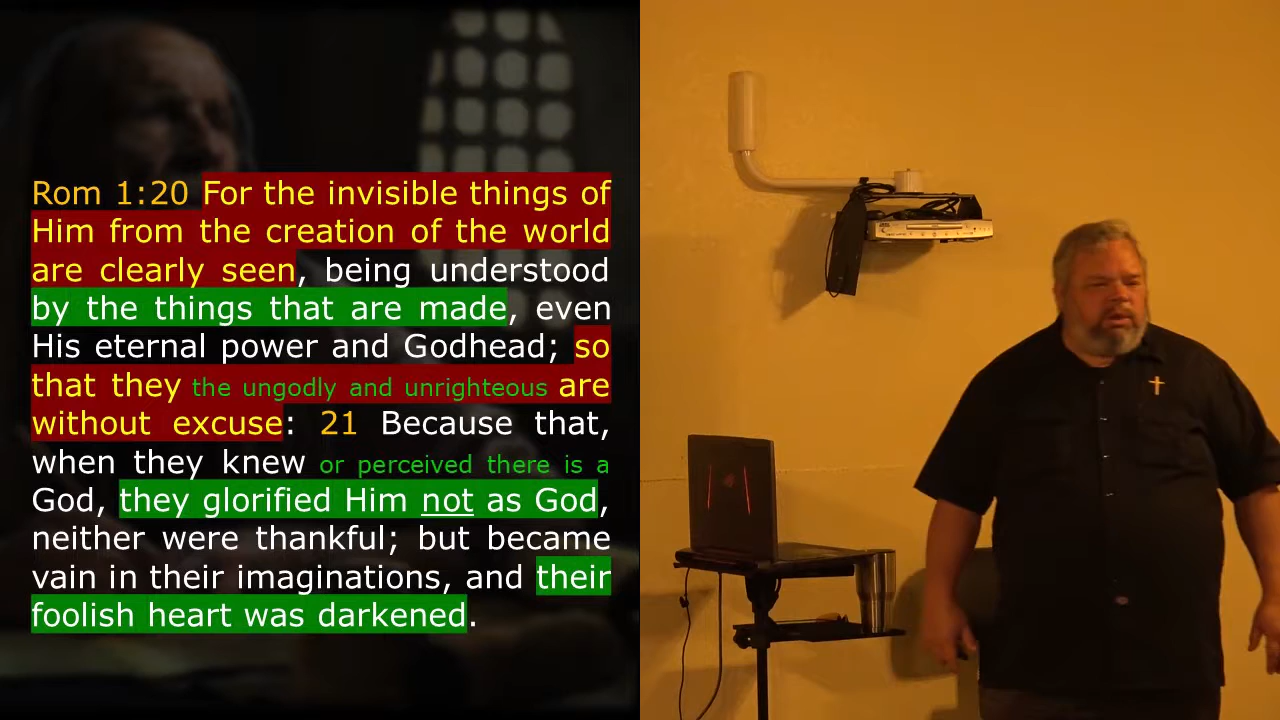 Rom 1:20 For the invisible things of
Him from the creation of the world
are clearly seen, being understood
by the things that are made, even
His eternal power and Godhead; so
that they the ungodly and unrighteous are
without excuse: 21 Because that,
when they knew or perceived there is a
God, they glorified Him not as God,
neither were thankful; but became
vain in their imaginations, and their
foolish heart was darkened.